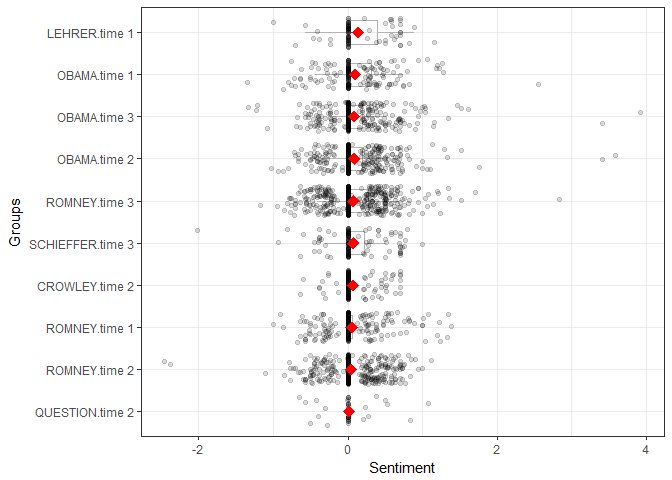 Groups
LEHRER.time 1
OBAMA.time 1
OBAMA.time 3
OBAMA.time 2
ROMNEY.time 3
SCHIEFFER.time 3
CROWLEY.time 2
ROMNEY.time 1
ROMNEY.time 2
QUESTION.time 2
-2 0 2 4
Sentiment